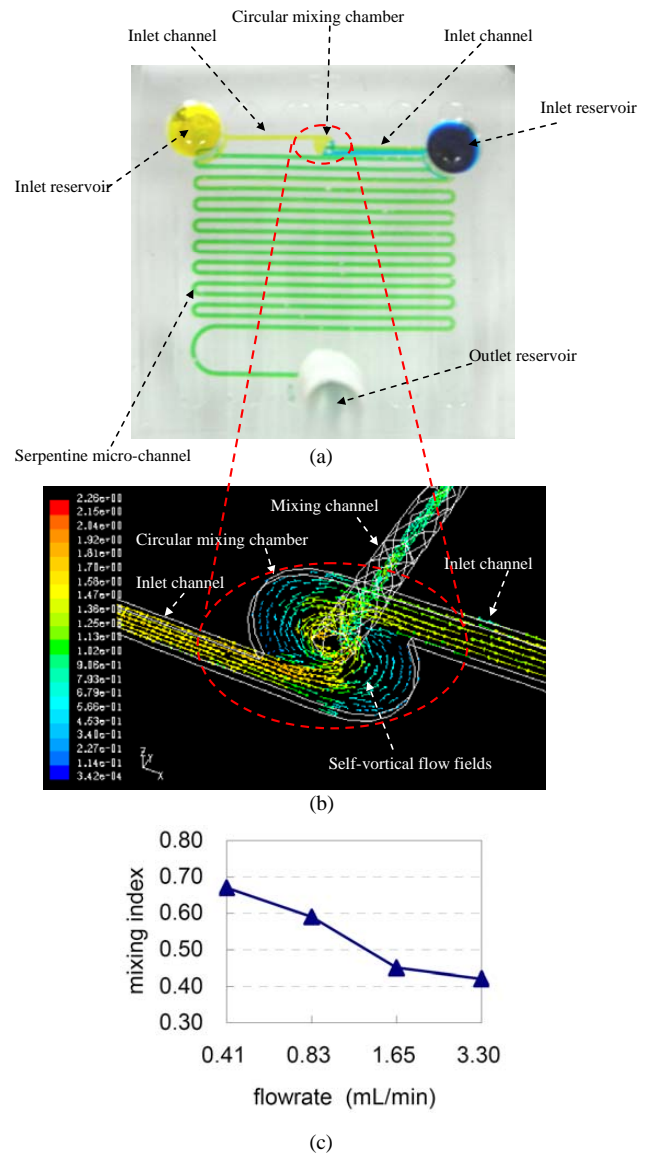 Circular mixing chamber
Inlet channel
Inlet channel
Inlet reservoir
Inlet reservoir
Outlet reservoir
Serpentine micro-channel
(a)
2.26e+00
2.15e+00
2.04e+00
1.92e+00
1.81e+00
1.70e+00
1.58e+00
1.47e+00
1.36e+00
1.25e+00
1.13e+00
1.02e+00
9.06e-01
7.93e-01
6.79e-01
5.66e-01
4.53e-01
3.40e-01
2.27e-01
1.14e-01
3.42e-04
Mixing channel
Circular mixing chamber
Inlet channel
Inlet channel
Self-vortical flow fields
Z
Y
X
(b)
0.80
0.70
0.60
0.50
0.40
0.30
mixing index
0.41 0.83 1.65 3.30
flowrate (mL/min)
(c)